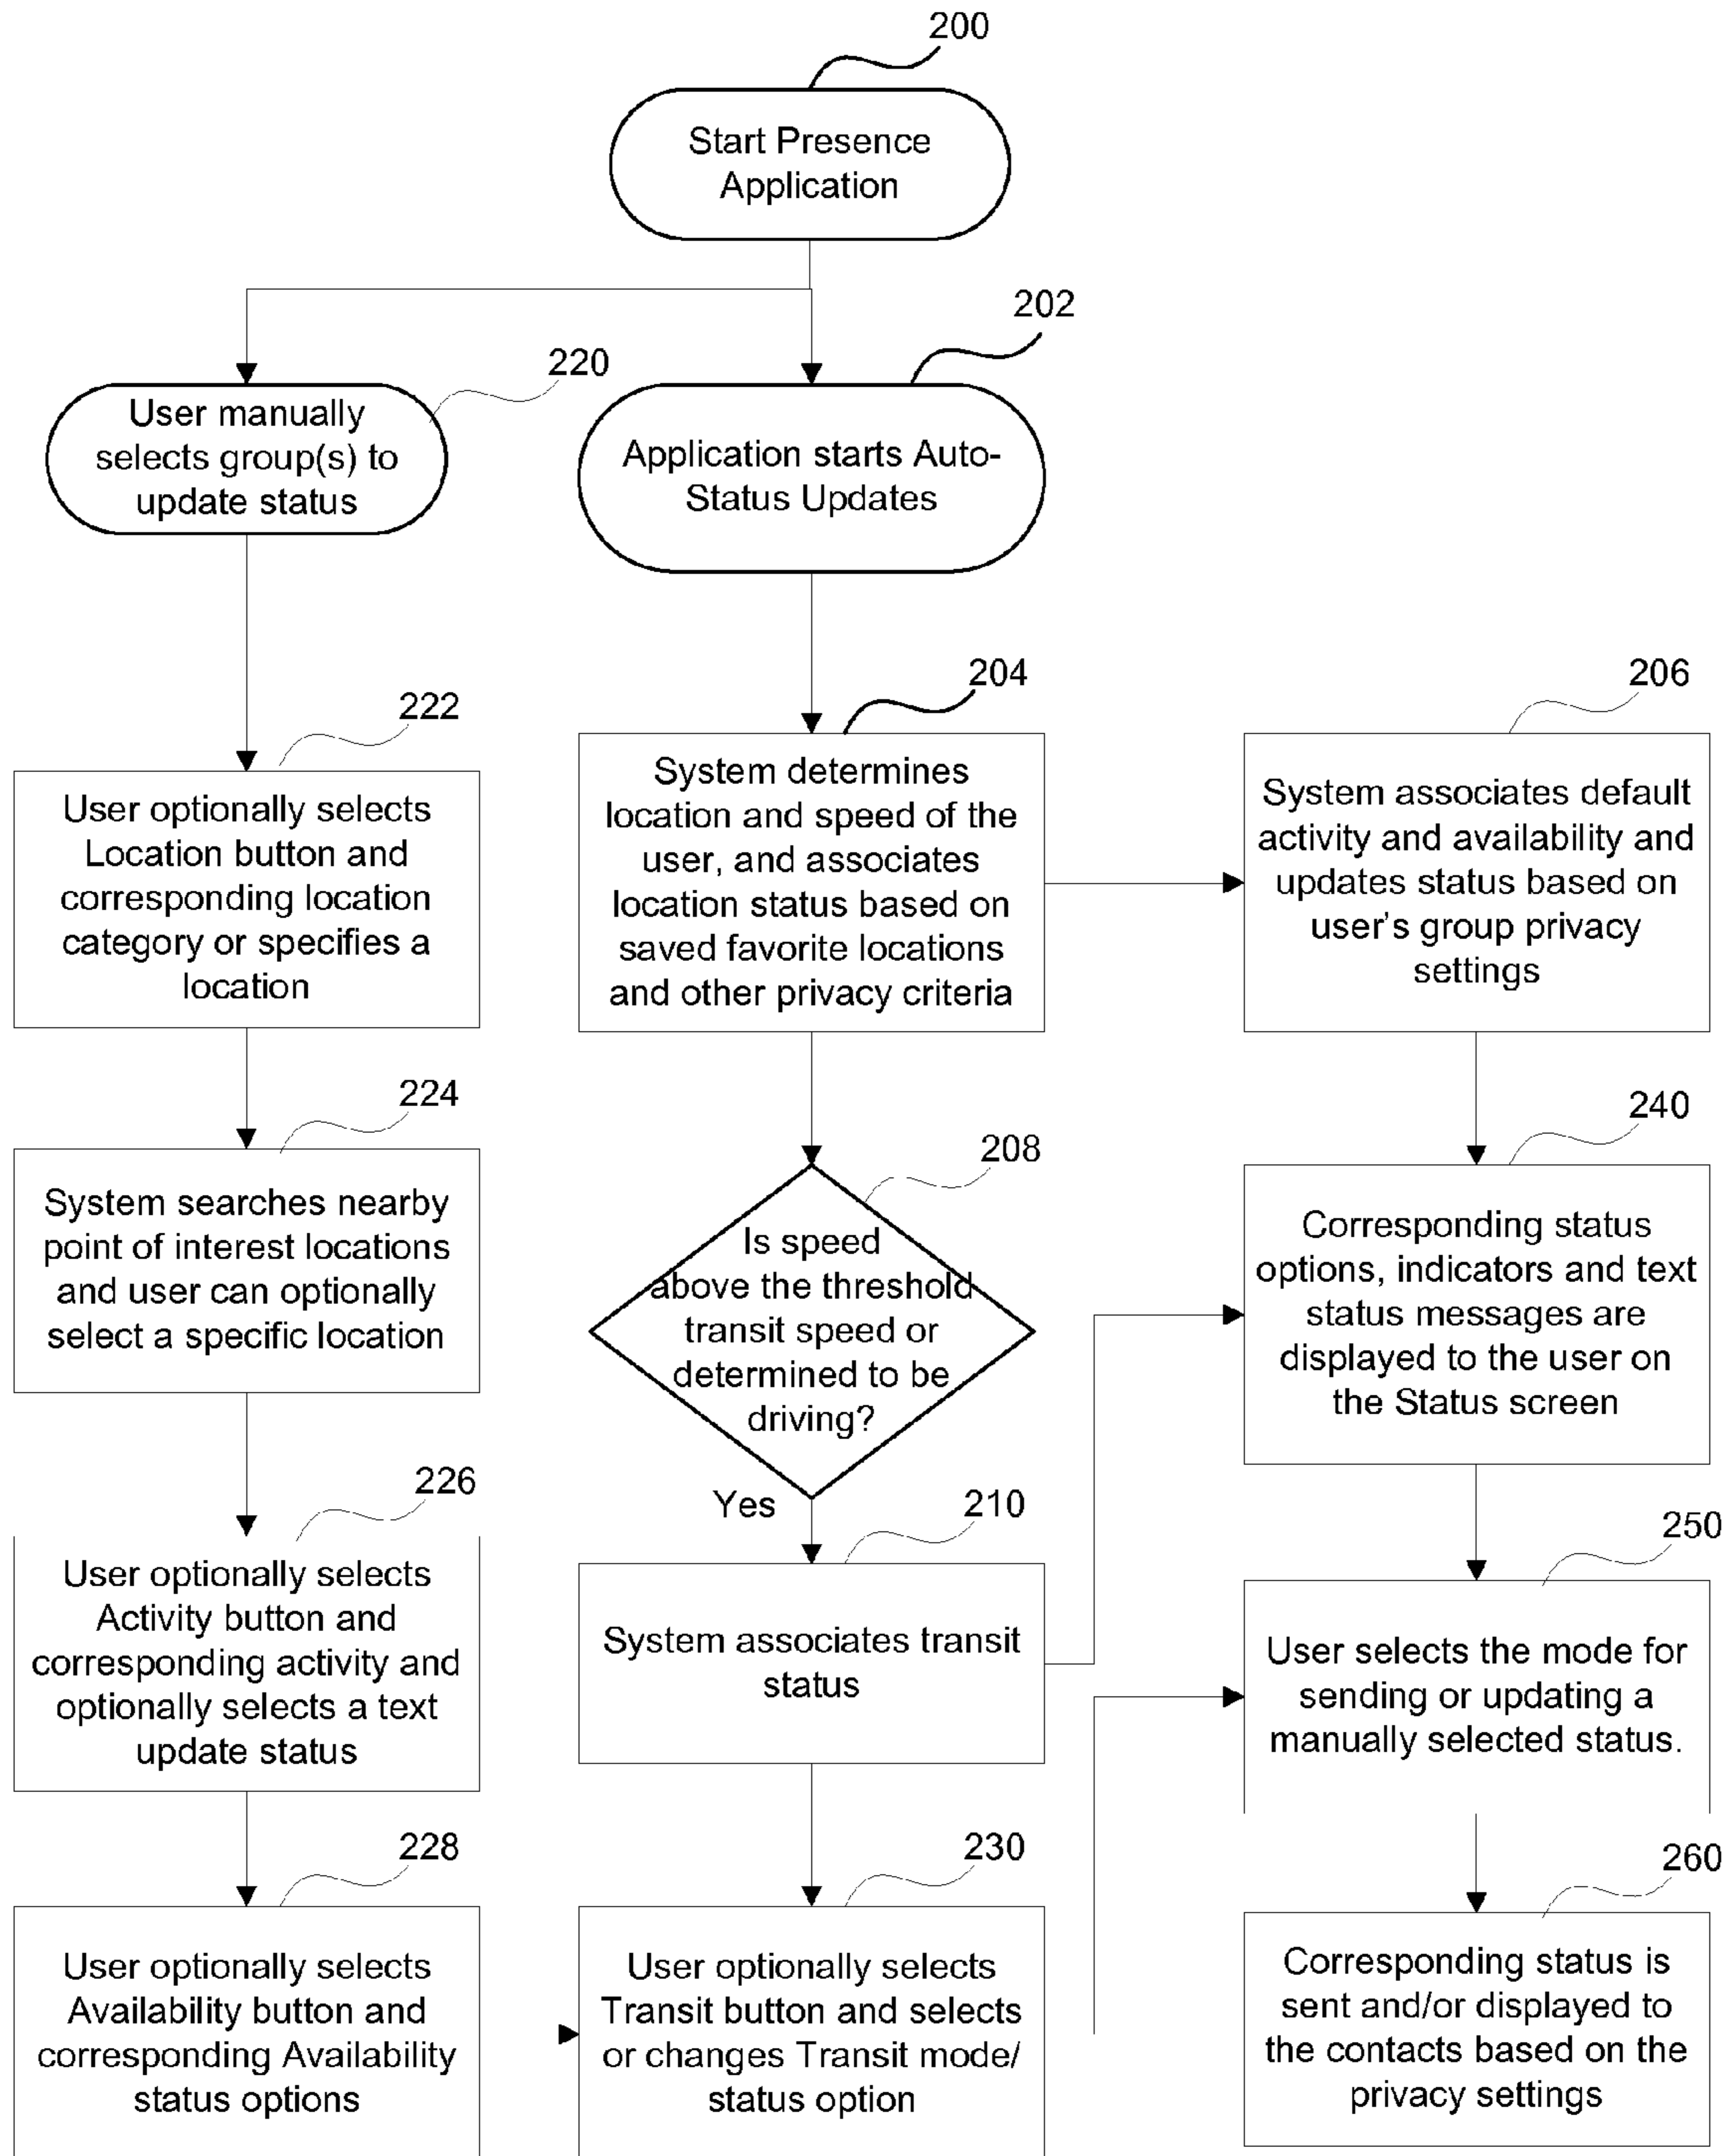 200
Start Presence
Application
202
220
User manually
selects group(s) to
update status
Application starts Auto-
Status Updates
204
206
222
User optionally selects
Location button and
corresponding location
category or specifies a
location
System determines
location and speed of the
user, and associates
location status based on
saved favorite locations
and other privacy criteria
System associates default
activity and availability and
updates status based on
user's group privacy
settings
224
System searches nearby
point of interest locations
and user can optionally
select a specific location
208
Is speed
above the threshold
transit speed or
determined to be
driving?
Yes
240
Corresponding status
options, indicators and text
status messages are
displayed to the user on
the Status screen
226
User optionally selects
Activity button and
corresponding activity and
optionally selects a text
update status
210
System associates transit
status
250
User selects the mode for
sending or updating a
manually selected status.
228
User optionally selects
Availability button and
corresponding Availability
status options
230
User optionally selects
Transit button and selects
or changes Transit mode/
status option
260
Corresponding status is
sent and/or displayed to
the contacts based on the
privacy settings